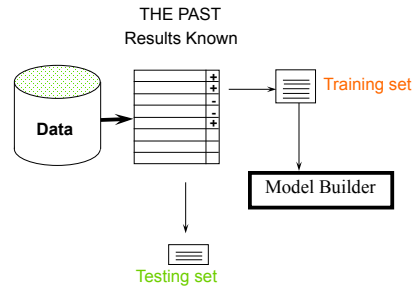 THE PAST
Results Known
+
+
-
-
+
Training set
Data
Model Builder
Testing set